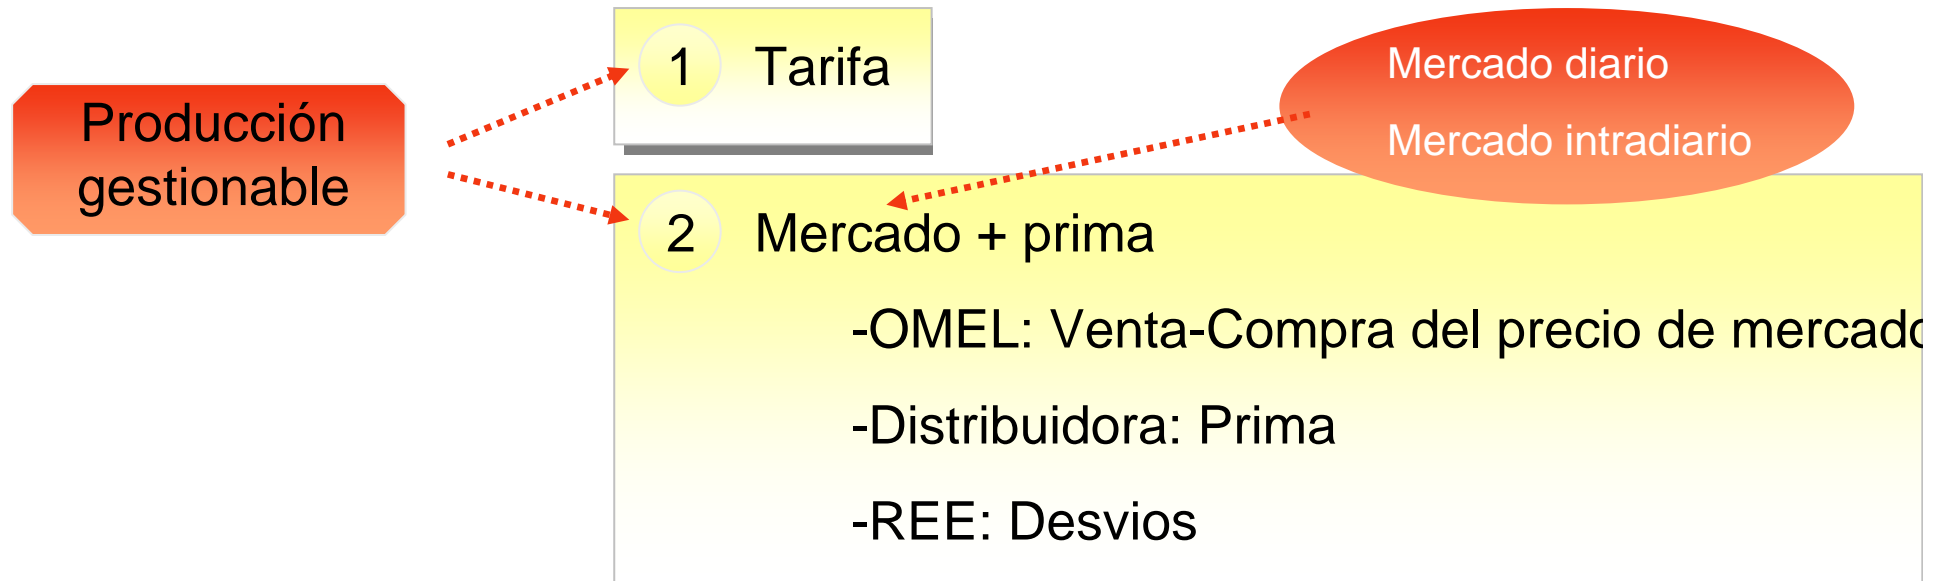 Producción
gestionable
1 Tarifa
Mercado diario
Mercado intradiario
2 Mercado + prima
-OMEL: Venta-Compra del precio de mercado
-Distribuidora: Prima
-REE: Desvios